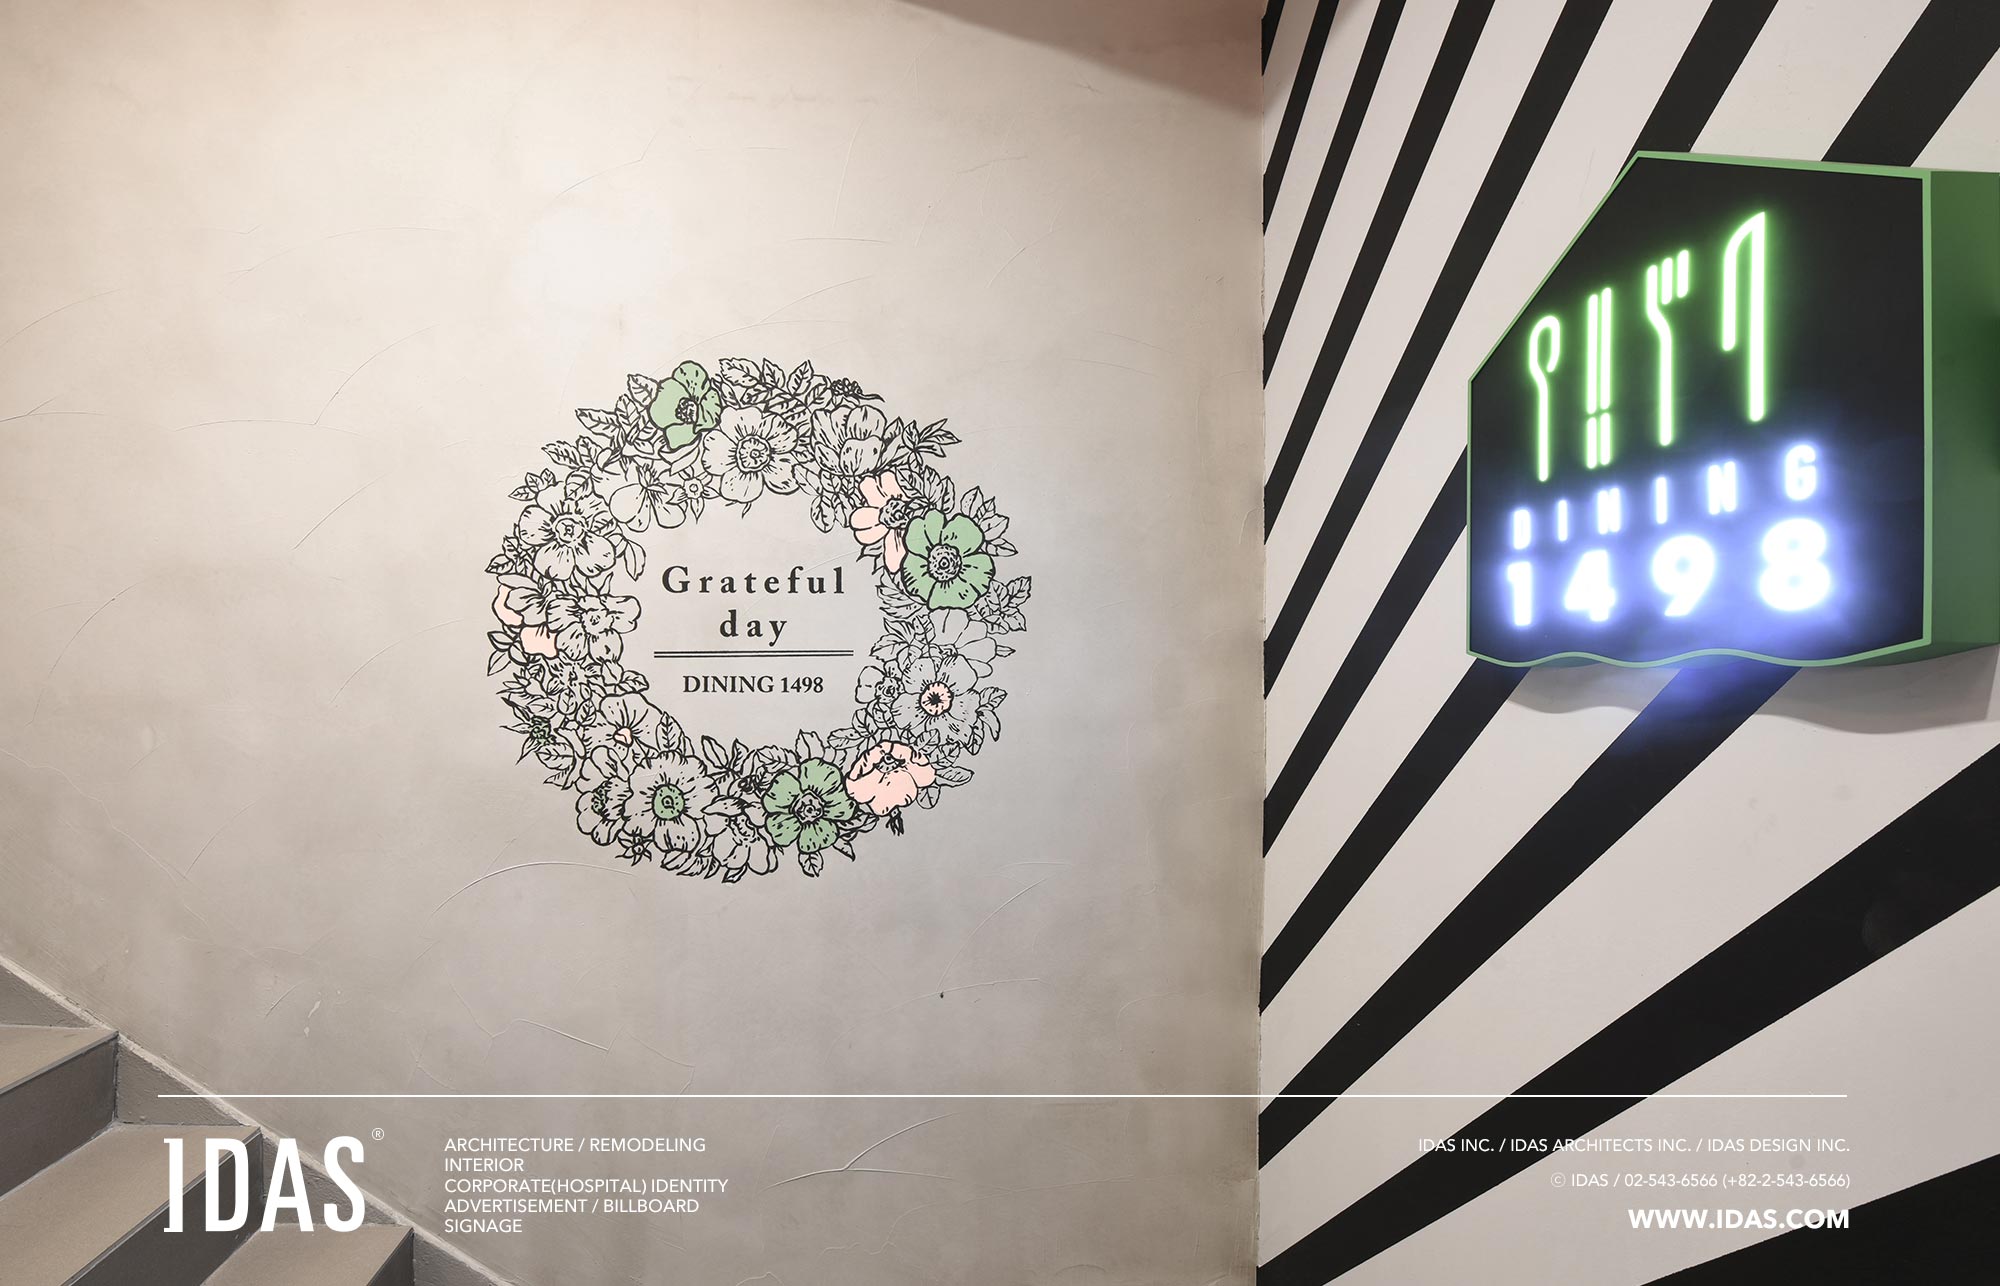 Grateful
day
DINING 1498
DINING
1498
IDAS®
ARCHITECTURE / REMODELING
INTERIOR
CORPORATE(HOSPITAL) IDENTITY
ADVERTISEMENT / BILLBOARD
SIGNAGE
IDAS INC. / IDAS ARCHITECTS INC. / IDAS DESIGN INC.
ⓒ IDAS / 02-543-6566 (+82-2-543-6566)
WWW.IDAS.COM